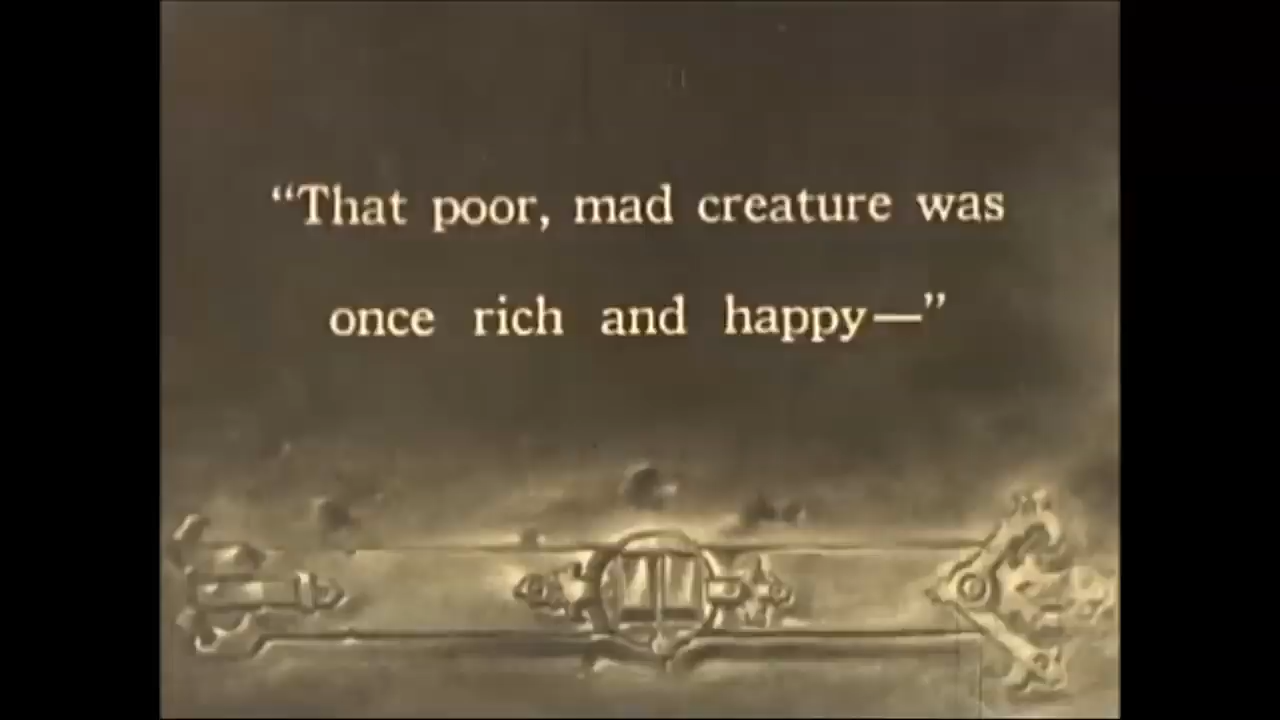 “That poor, mad creature was
once rich and happy—”